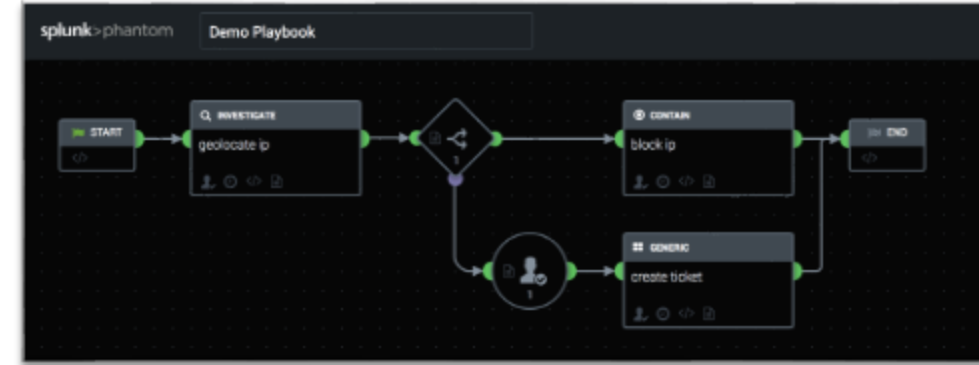 splunk>phantom
Demo Playbook
START
</>
INVESTIGATE
geolocate ip
</>
1
CONTAIN
block ip
</>
END
</>
1
GENERIC
create ticket
</>